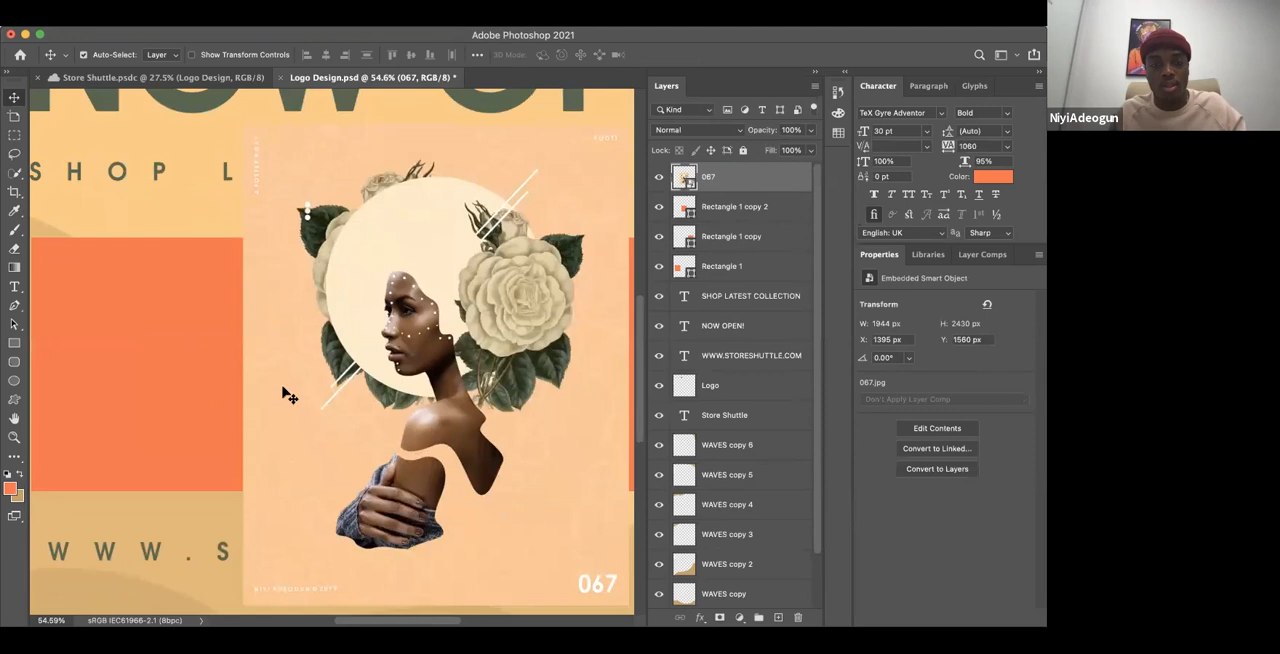 Adobe Photoshop 2021
Auto-Select: Layer Show Transform Controls 3D Mode:
Store Shuttle.psdc @ 27.5% (Logo Design, RGB/8)
Logo Design.psd @ 54.6% (067, RGB/8) *
NiyiAdeogun
NOW OP
SHOP L
W W W . S
067
54.59%
sRGB IEC61966-2.1 (8bpc)
Layers
Kind
Normal Opacity: 100%
Lock: Fill: 100%
067
Rectangle 1 copy 2
Rectangle 1 copy
Rectangle 1
SHOP LATEST COLLECTION
NOW OPEN!
WWW.STORESHUTTLE.COM
Logo
Store Shuttle
WAVES copy 6
WAVES copy 5
WAVES copy 4
WAVES copy 3
WAVES copy 2
WAVES copy
Character Paragraph Glyphs
TeX Gyre Adventor Bold
30 pt (Auto)
1060
100% 95%
0 pt Color:
English: UK Sharp
Properties Libraries Layer Comps
Embedded Smart Object
Transform
W: 1944 px H: 2430 px
X: 1395 px Y: 1560 px
0.00°
067.jpg
Don't Apply Layer Comp
Edit Contents
Convert to Linked...
Convert to Layers